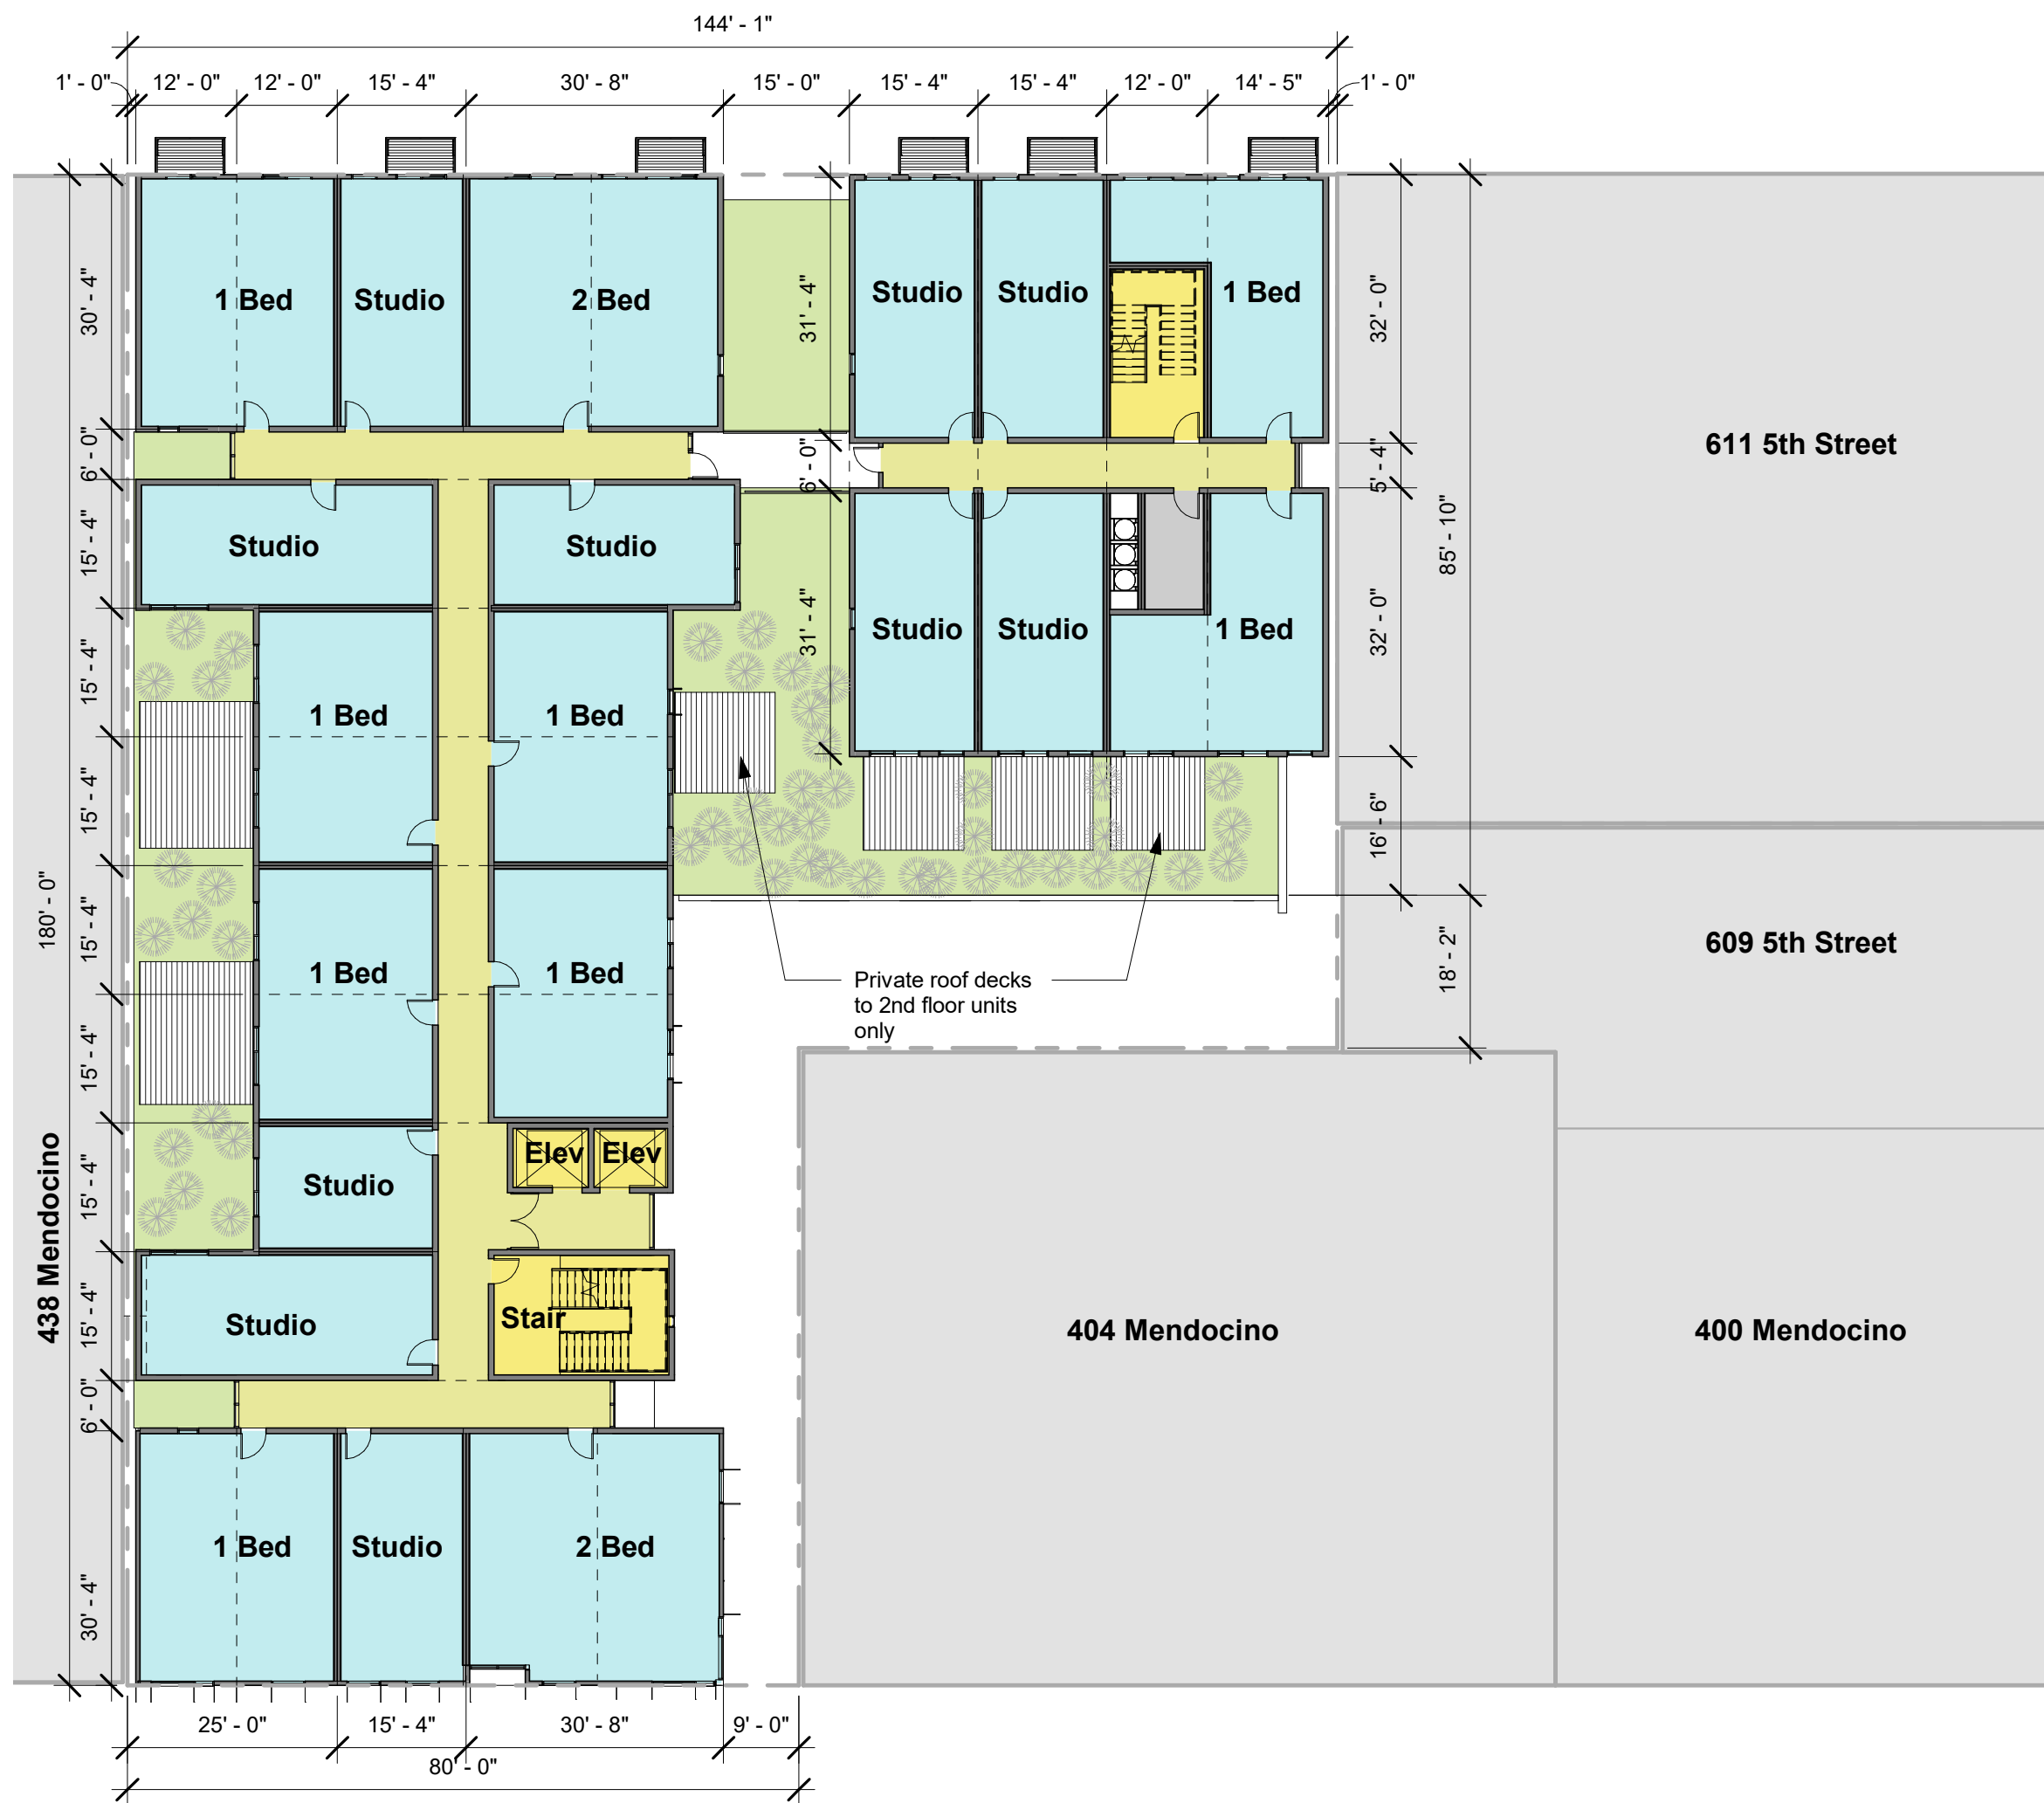 144' - 1"
1' - 0"
12' - 0"
12' - 0"
15' - 4"
30' - 8"
15' - 0"
15' - 4"
15' - 4"
12' - 0"
14' - 5"
1' - 0"
30' - 4"
1 Bed
Studio
2 Bed
31' - 4"
Studio
Studio
1 Bed
32' - 0"
611 5th Street
6' - 0"
6' - 0"
5' - 4"
85' - 10"
15' - 4"
Studio
Studio
15' - 4"
1 Bed
1 Bed
31' - 4"
Studio
Studio
1 Bed
32' - 0"
15' - 4"
16' - 6"
180' - 0"
15' - 4"
1 Bed
1 Bed
Private roof decks
to 2nd floor units
only
18' - 2"
609 5th Street
15' - 4"
438 Mendocino
15' - 4"
Studio
Elev
Elev
15' - 4"
Studio
Stair
404 Mendocino
400 Mendocino
6' - 0"
30' - 4"
1 Bed
Studio
2 Bed
25' - 0"
15' - 4"
30' - 8"
9' - 0"
80' - 0"